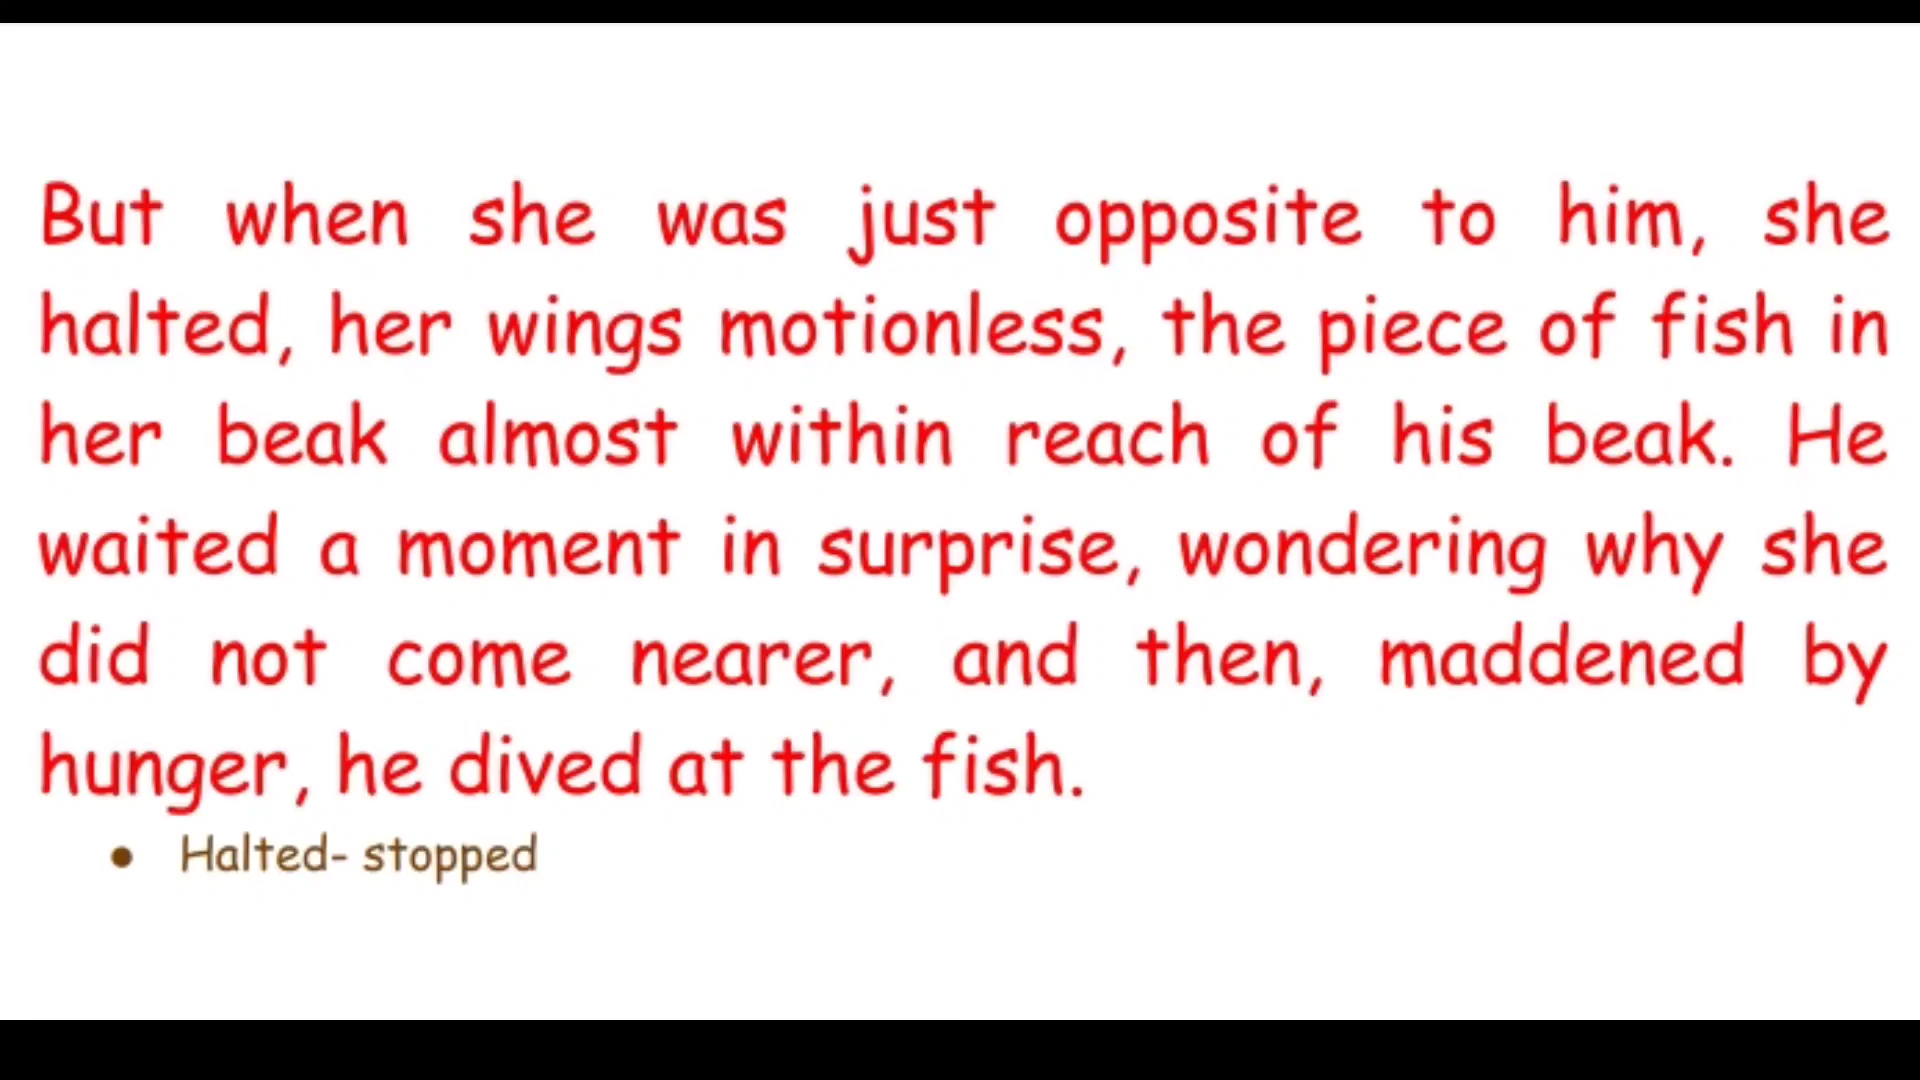 But when she was just opposite to him, she
halted, her wings motionless, the piece of fish in
her beak almost within reach of his beak. He
waited a moment in surprise, wondering why she
did not come nearer, and then, maddened by
hunger, he dived at the fish.
● Halted- stopped